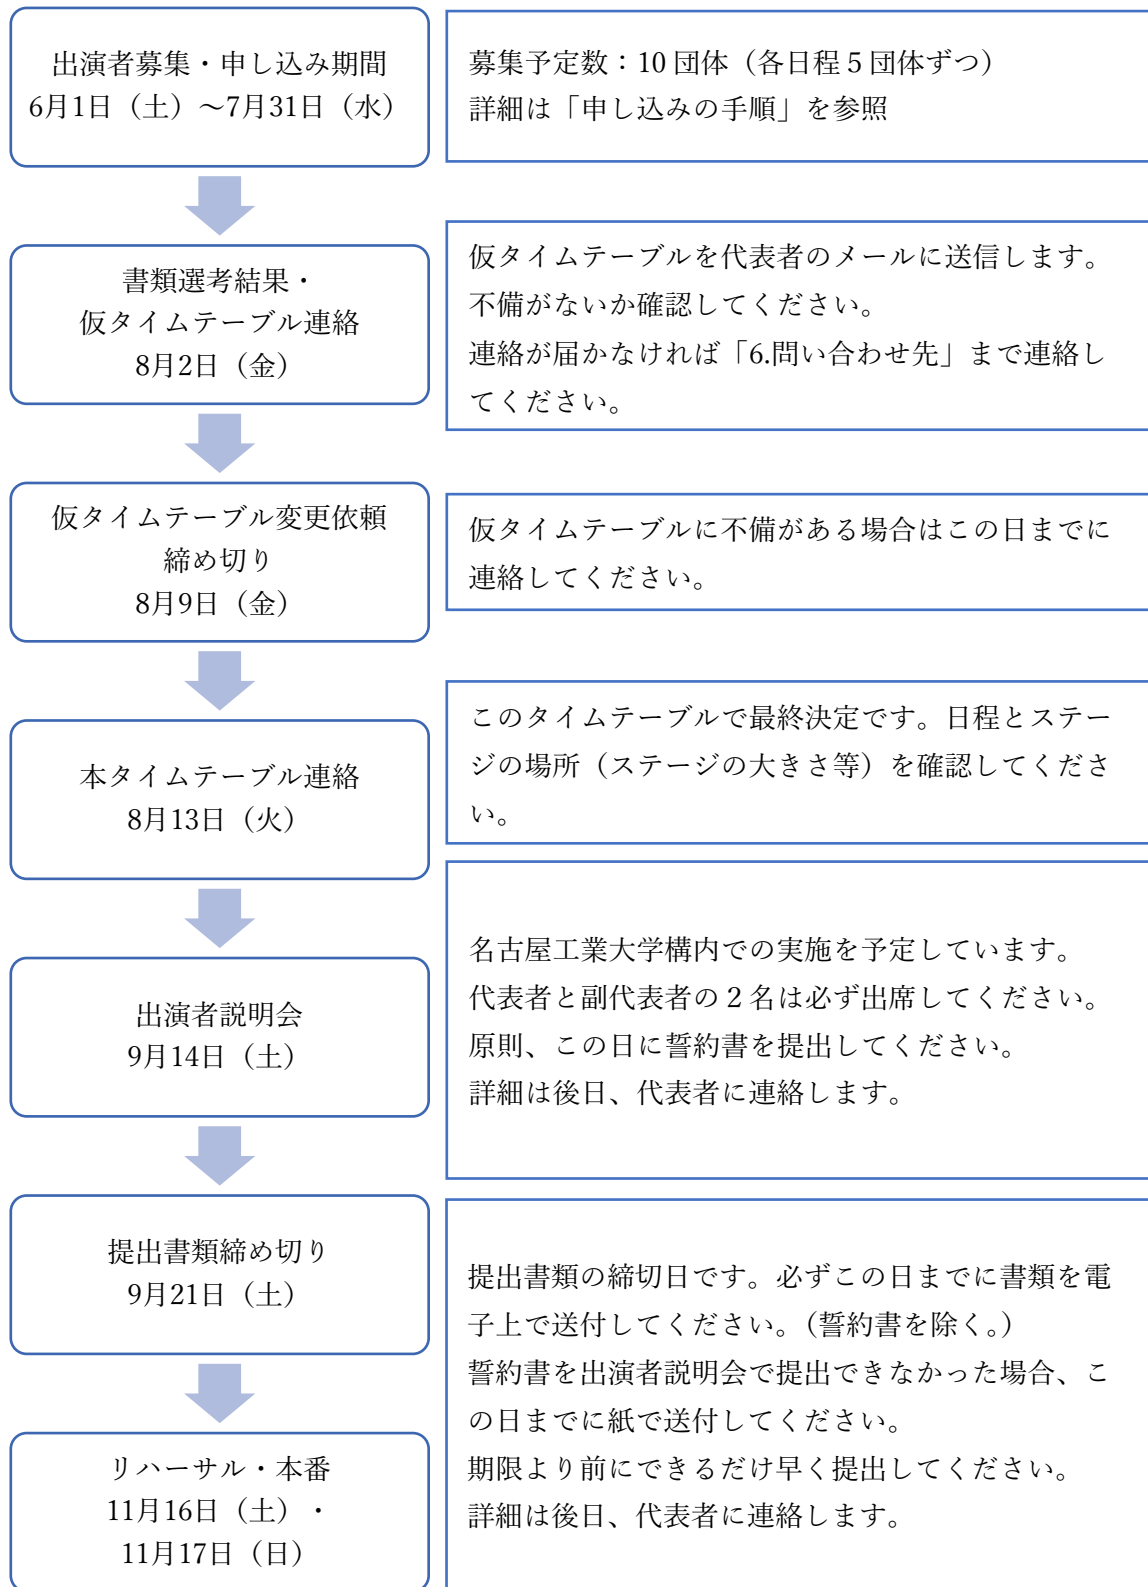 出演者募集・申し込み期間
6月1日（土）～7月31日（水）
募集予定数：10団体（各日程５団体ずつ）
詳細は「申し込みの手順」を参照
書類選考結果・
仮タイムテーブル連絡
8月2日（金）
仮タイムテーブルを代表者のメールに送信します。
不備がないか確認してください。
連絡が届かなければ「6.問い合わせ先」まで連絡し
てください。
仮タイムテーブル変更依頼
締め切り
8月9日（金）
仮タイムテーブルに不備がある場合はこの日までに
連絡してください。
本タイムテーブル連絡
8月13日（火）
このタイムテーブルで最終決定です。日程とステー
ジの場所（ステージの大きさ等）を確認してくださ
い。
出演者説明会
9月14日（土）
名古屋工業大学構内での実施を予定しています。
代表者と副代表者の２名は必ず出席してください。
原則、この日に誓約書を提出してください。
詳細は後日、代表者に連絡します。
提出書類締め切り
9月21日（土）
提出書類の締切日です。必ずこの日までに書類を電
子上で送付してください。（誓約書を除く。）
誓約書を出演者説明会で提出できなかった場合、こ
の日までに紙で送付してください。
期限より前にできるだけ早く提出してください。
詳細は後日、代表者に連絡します。
リハーサル・本番
11月16日（土）・
11月17日（日）